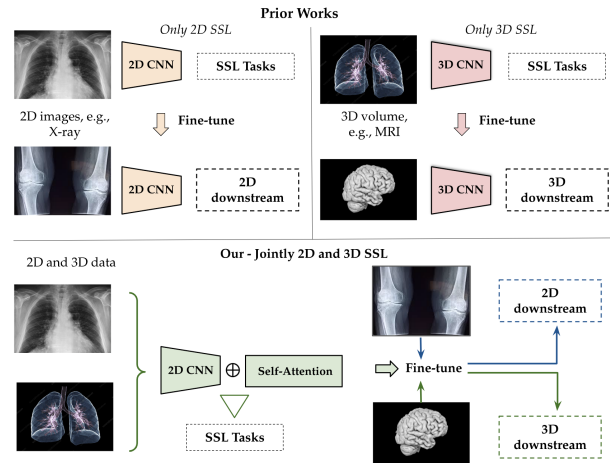 Prior Works
Only 2D SSL
2D CNN
SSL Tasks
2D images, e.g.,
X-ray
Fine-tune
2D CNN
2D
downstream
Only 3D SSL
3D CNN
SSL Tasks
3D volume,
e.g., MRI
Fine-tune
3D CNN
3D
downstream
Our - Jointly 2D and 3D SSL
2D and 3D data
2D CNN
⊕
Self-Attention
SSL Tasks
Fine-tune
2D
downstream
3D
downstream